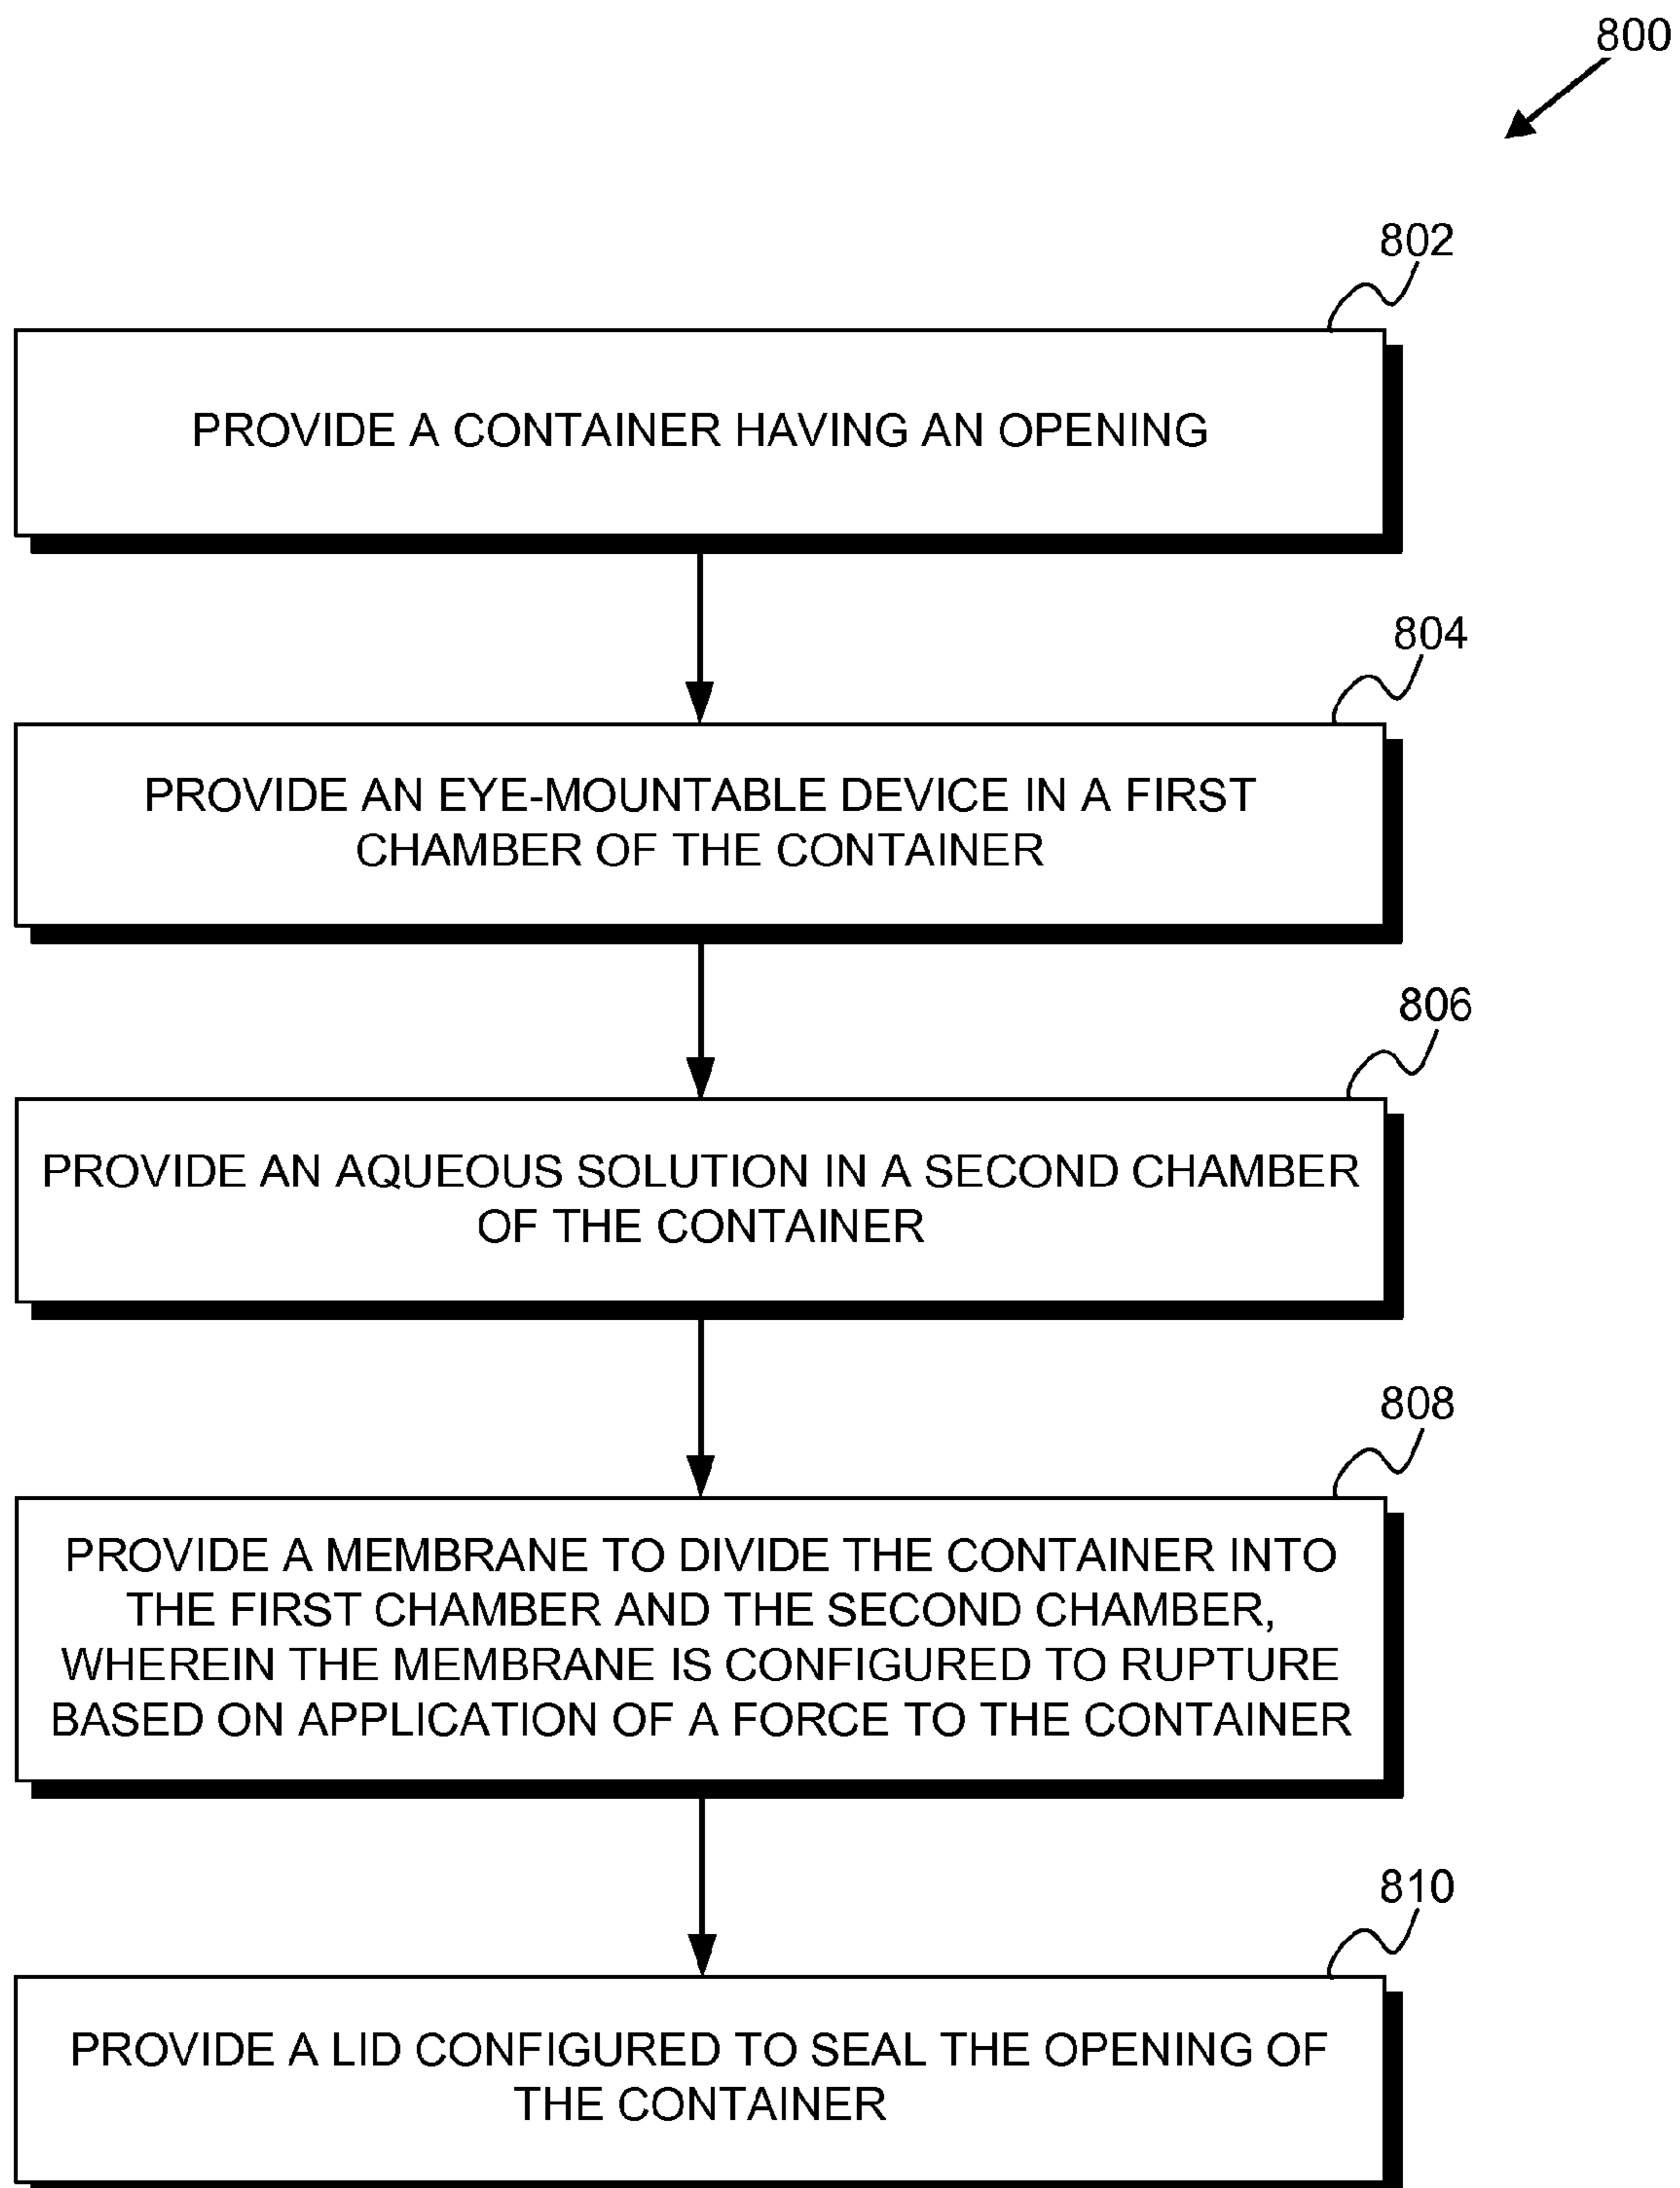 800
802
PROVIDE A CONTAINER HAVING AN OPENING
804
PROVIDE AN EYE-MOUNTABLE DEVICE IN A FIRST
CHAMBER OF THE CONTAINER
806
PROVIDE AN AQUEOUS SOLUTION IN A SECOND CHAMBER
OF THE CONTAINER
808
PROVIDE A MEMBRANE TO DIVIDE THE CONTAINER INTO
THE FIRST CHAMBER AND THE SECOND CHAMBER,
WHEREIN THE MEMBRANE IS CONFIGURED TO RUPTURE
BASED ON APPLICATION OF A FORCE TO THE CONTAINER
810
PROVIDE A LID CONFIGURED TO SEAL THE OPENING OF
THE CONTAINER